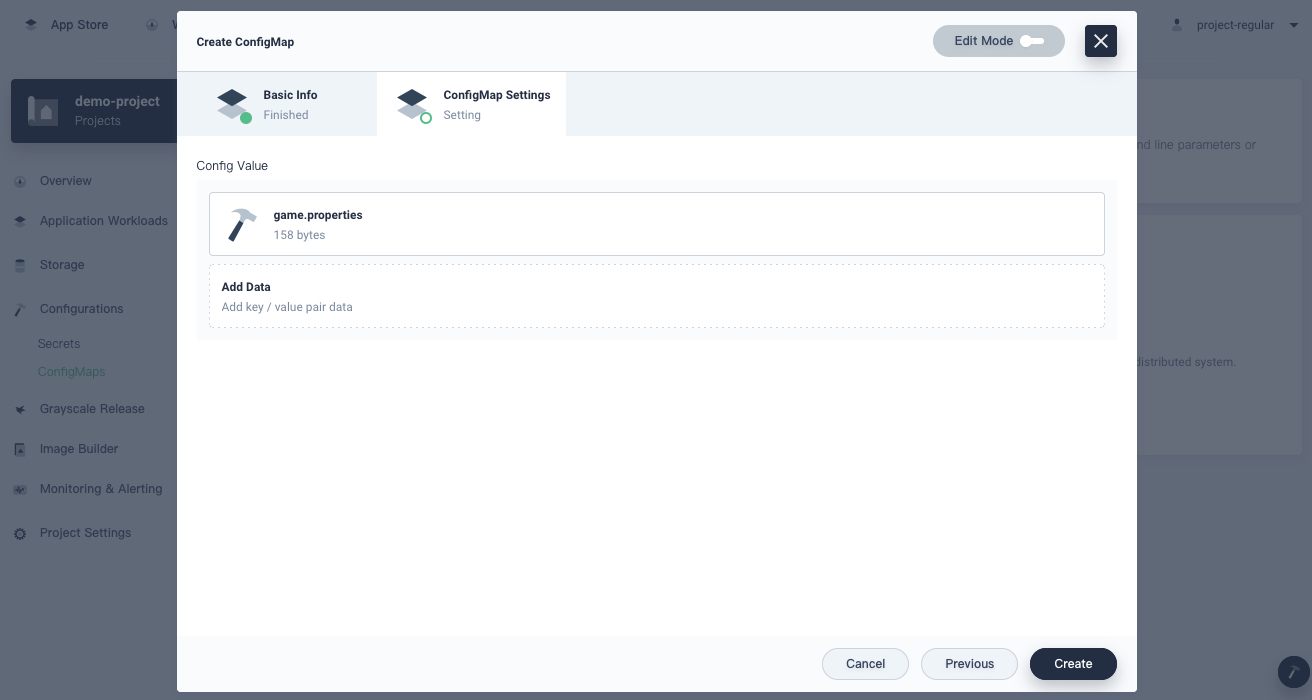 App Store
project-regular
Create ConfigMap
Edit Mode
Basic Info
Finished
ConfigMap Settings
Setting
demo-project
Projects
Overview
Application Workloads
Storage
Configurations
Secrets
ConfigMaps
Grayscale Release
Image Builder
Monitoring & Alerting
Project Settings
Config Value
game.properties
158 bytes
Add Data
Add key / value pair data
line parameters or
distributed system.
Cancel
Previous
Create